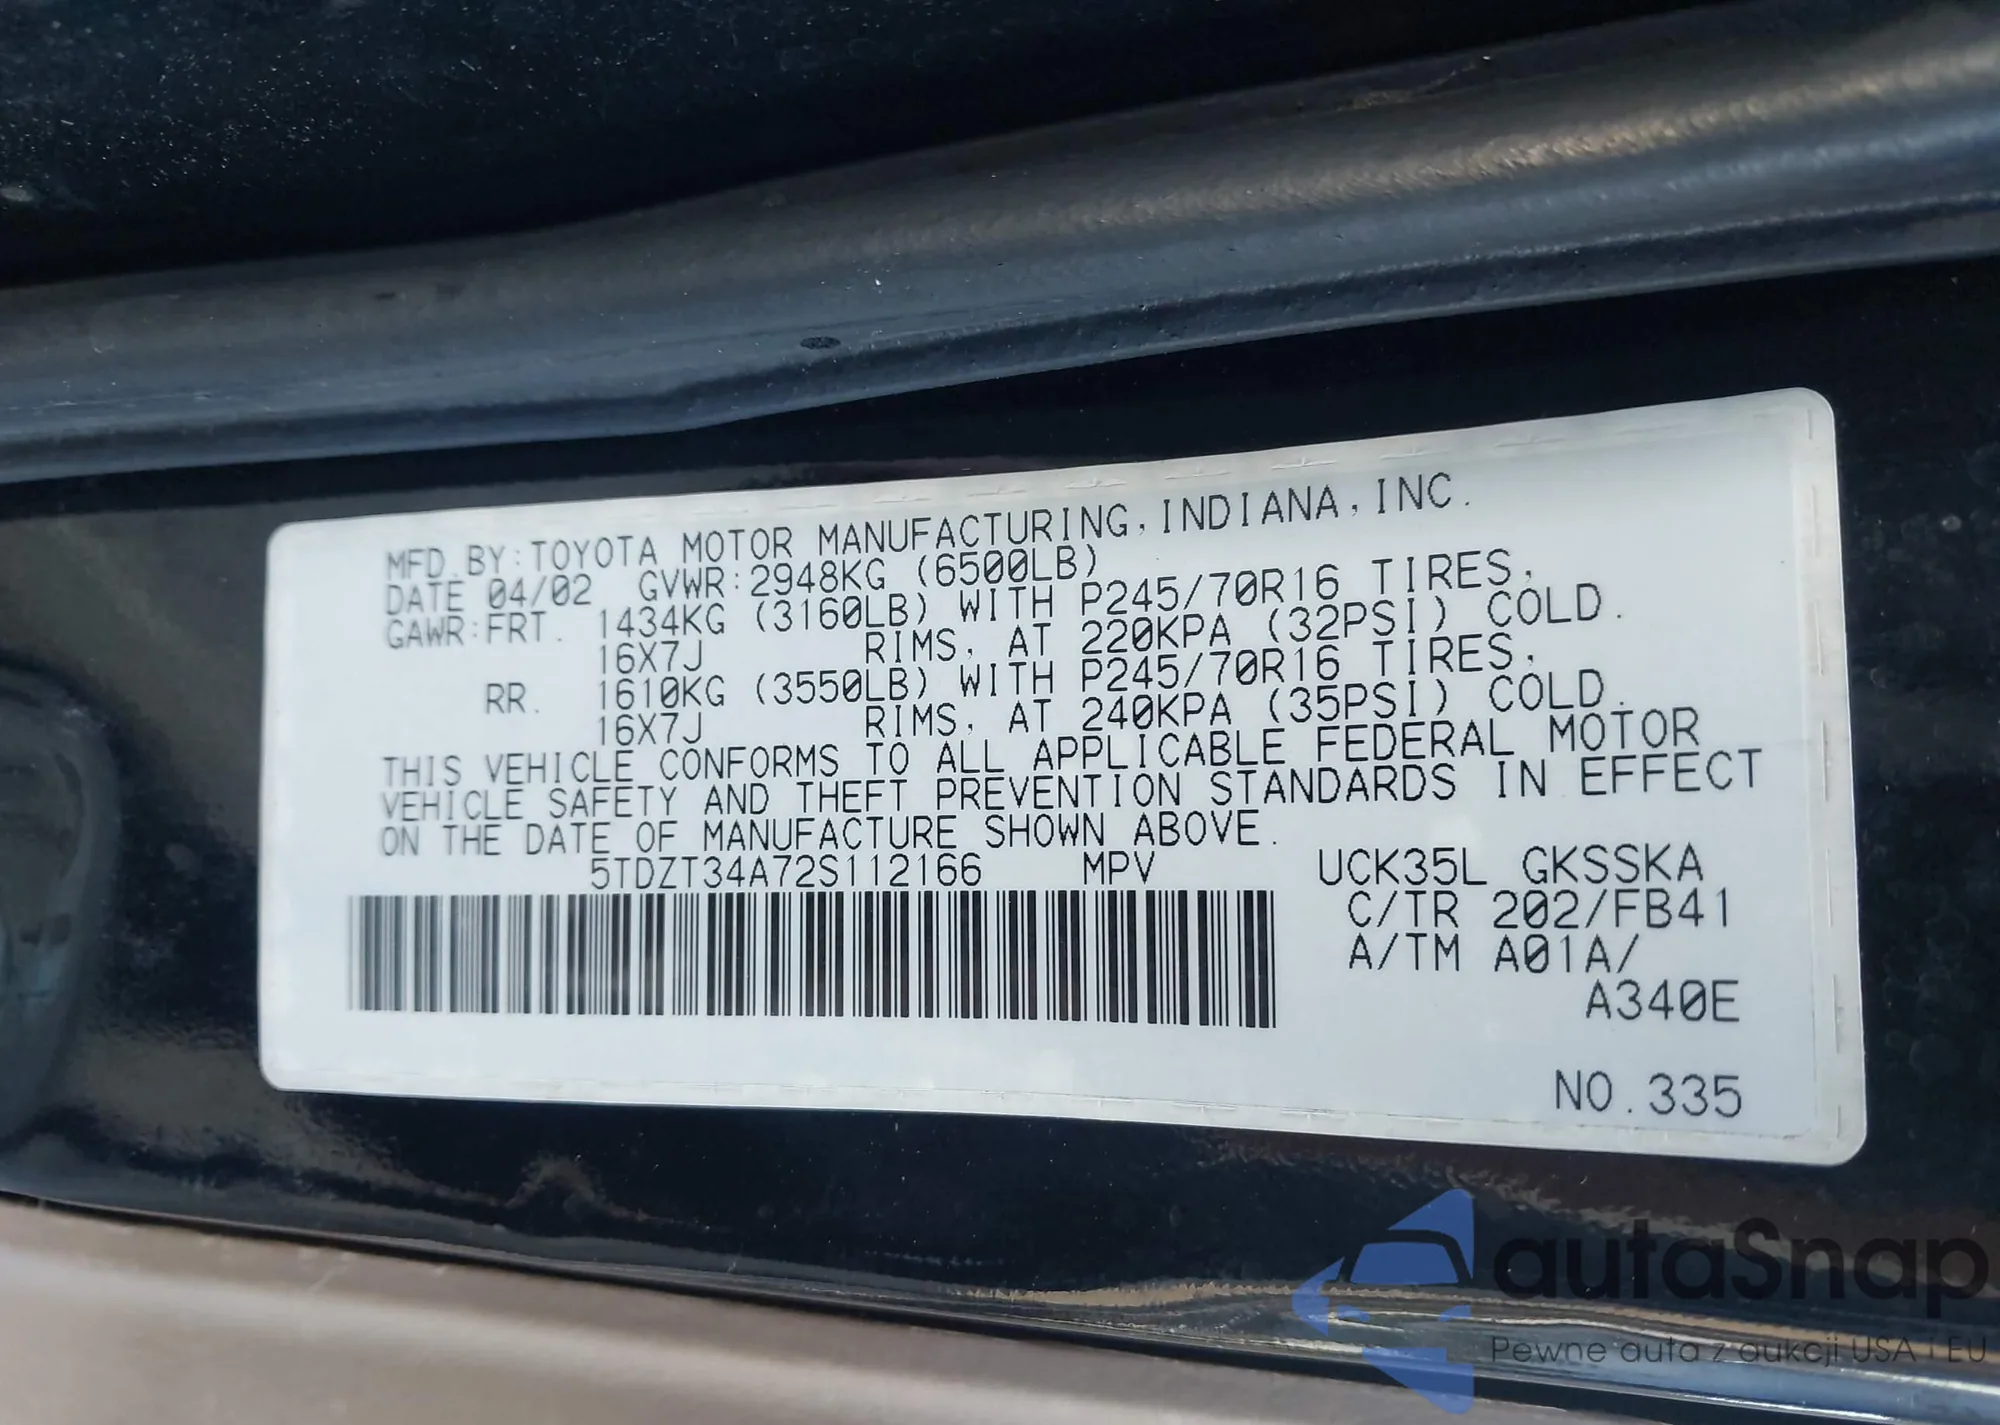 MFD.BY:TOYOTA MOTOR MANUFACTURING,INDIANA,INC.
DATE 04/02 GVWR:2948KG (6500LB)
GAWR:FRT. 1434KG (3160LB) WITH P245/70R16 TIRES,
16X7J RIMS, AT 220KPA (32PSI) COLD.
RR. 1610KG (3550LB) WITH P245/70R16 TIRES,
16X7J RIMS, AT 240KPA (35PSI) COLD.
THIS VEHICLE CONFORMS TO ALL APPLICABLE FEDERAL MOTOR
VEHICLE SAFETY AND THEFT PREVENTION STANDARDS IN EFFECT
ON THE DATE OF MANUFACTURE SHOWN ABOVE.
5TDZT34A72S112166 MPV UCK35L GKSSKA
C/TR 202/FB41
A/TM A01A/
A340E
NO.335
autaSnap
Pewne auta z aukcji USA i EU